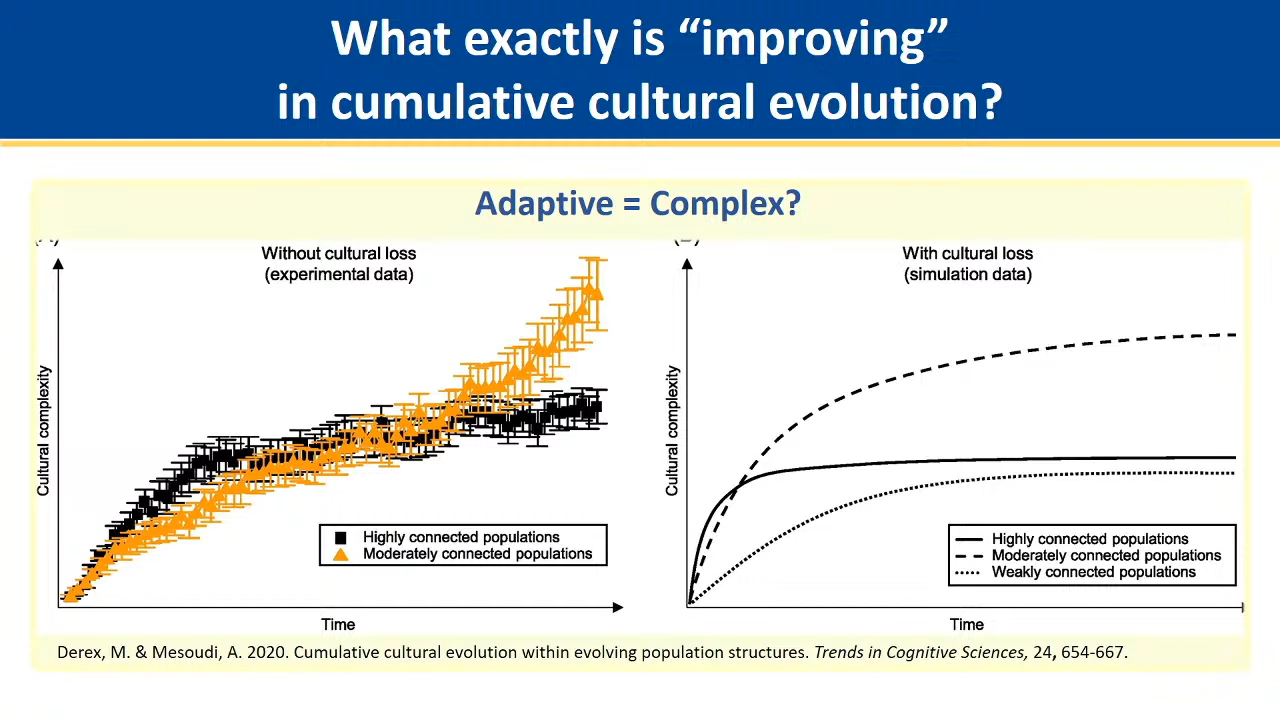 What exactly is “improving”
in cumulative cultural evolution?
Adaptive = Complex?
Without cultural loss
(experimental data)
Cultural complexity
Highly connected populations
Moderately connected populations
Time
With cultural loss
(simulation data)
Cultural complexity
Highly connected populations
Moderately connected populations
Weakly connected populations
Time
Derex, M. & Mesoudi, A. 2020. Cumulative cultural evolution within evolving population structures. Trends in Cognitive Sciences, 24, 654-667.